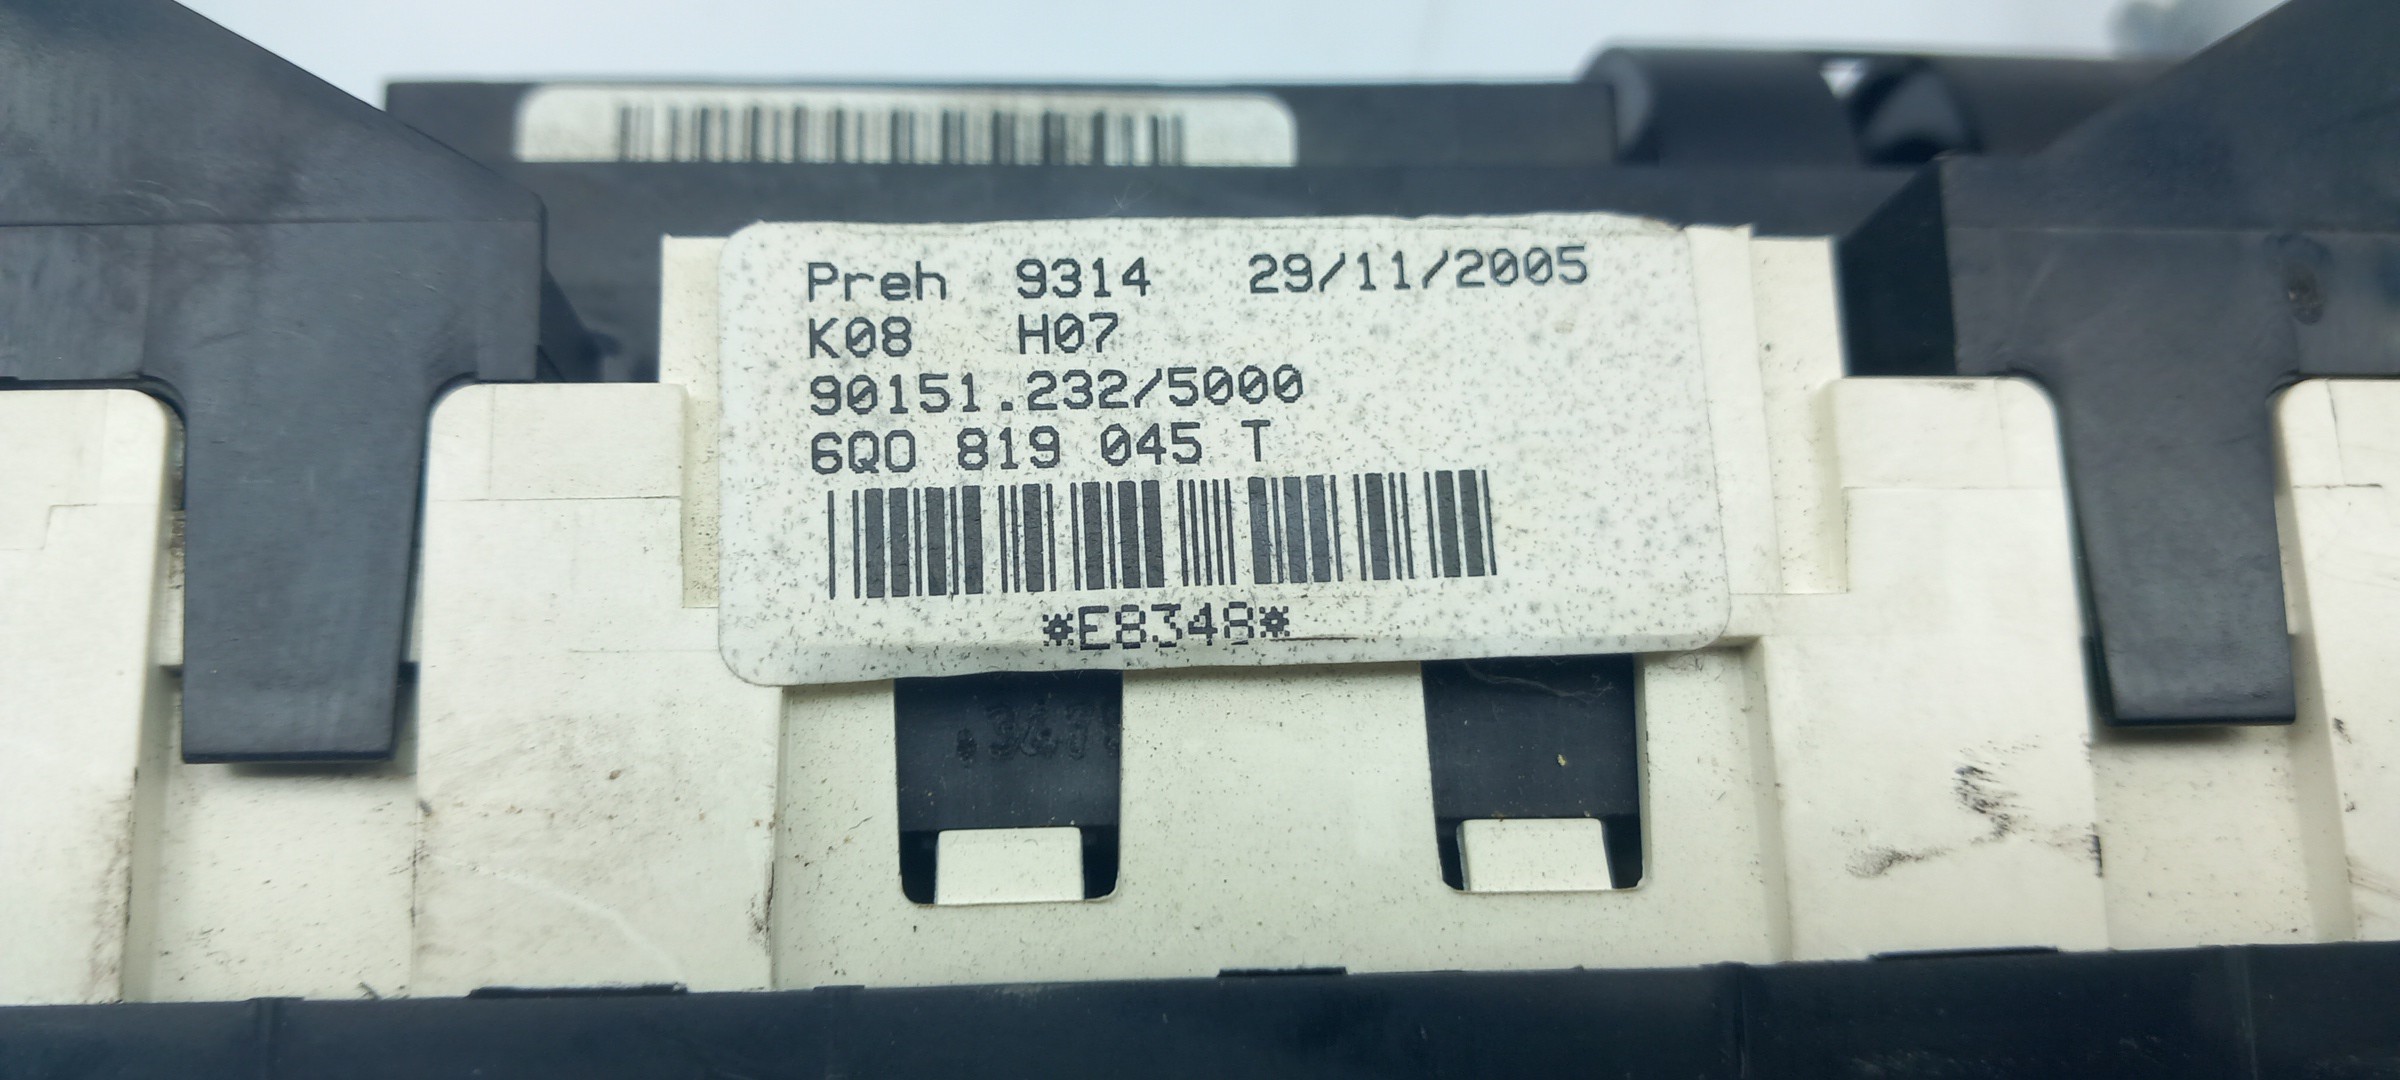 Preh 9314 29/11/2005
K08 H07
90151.232/5000
6Q0 819 045 T
*E8348*